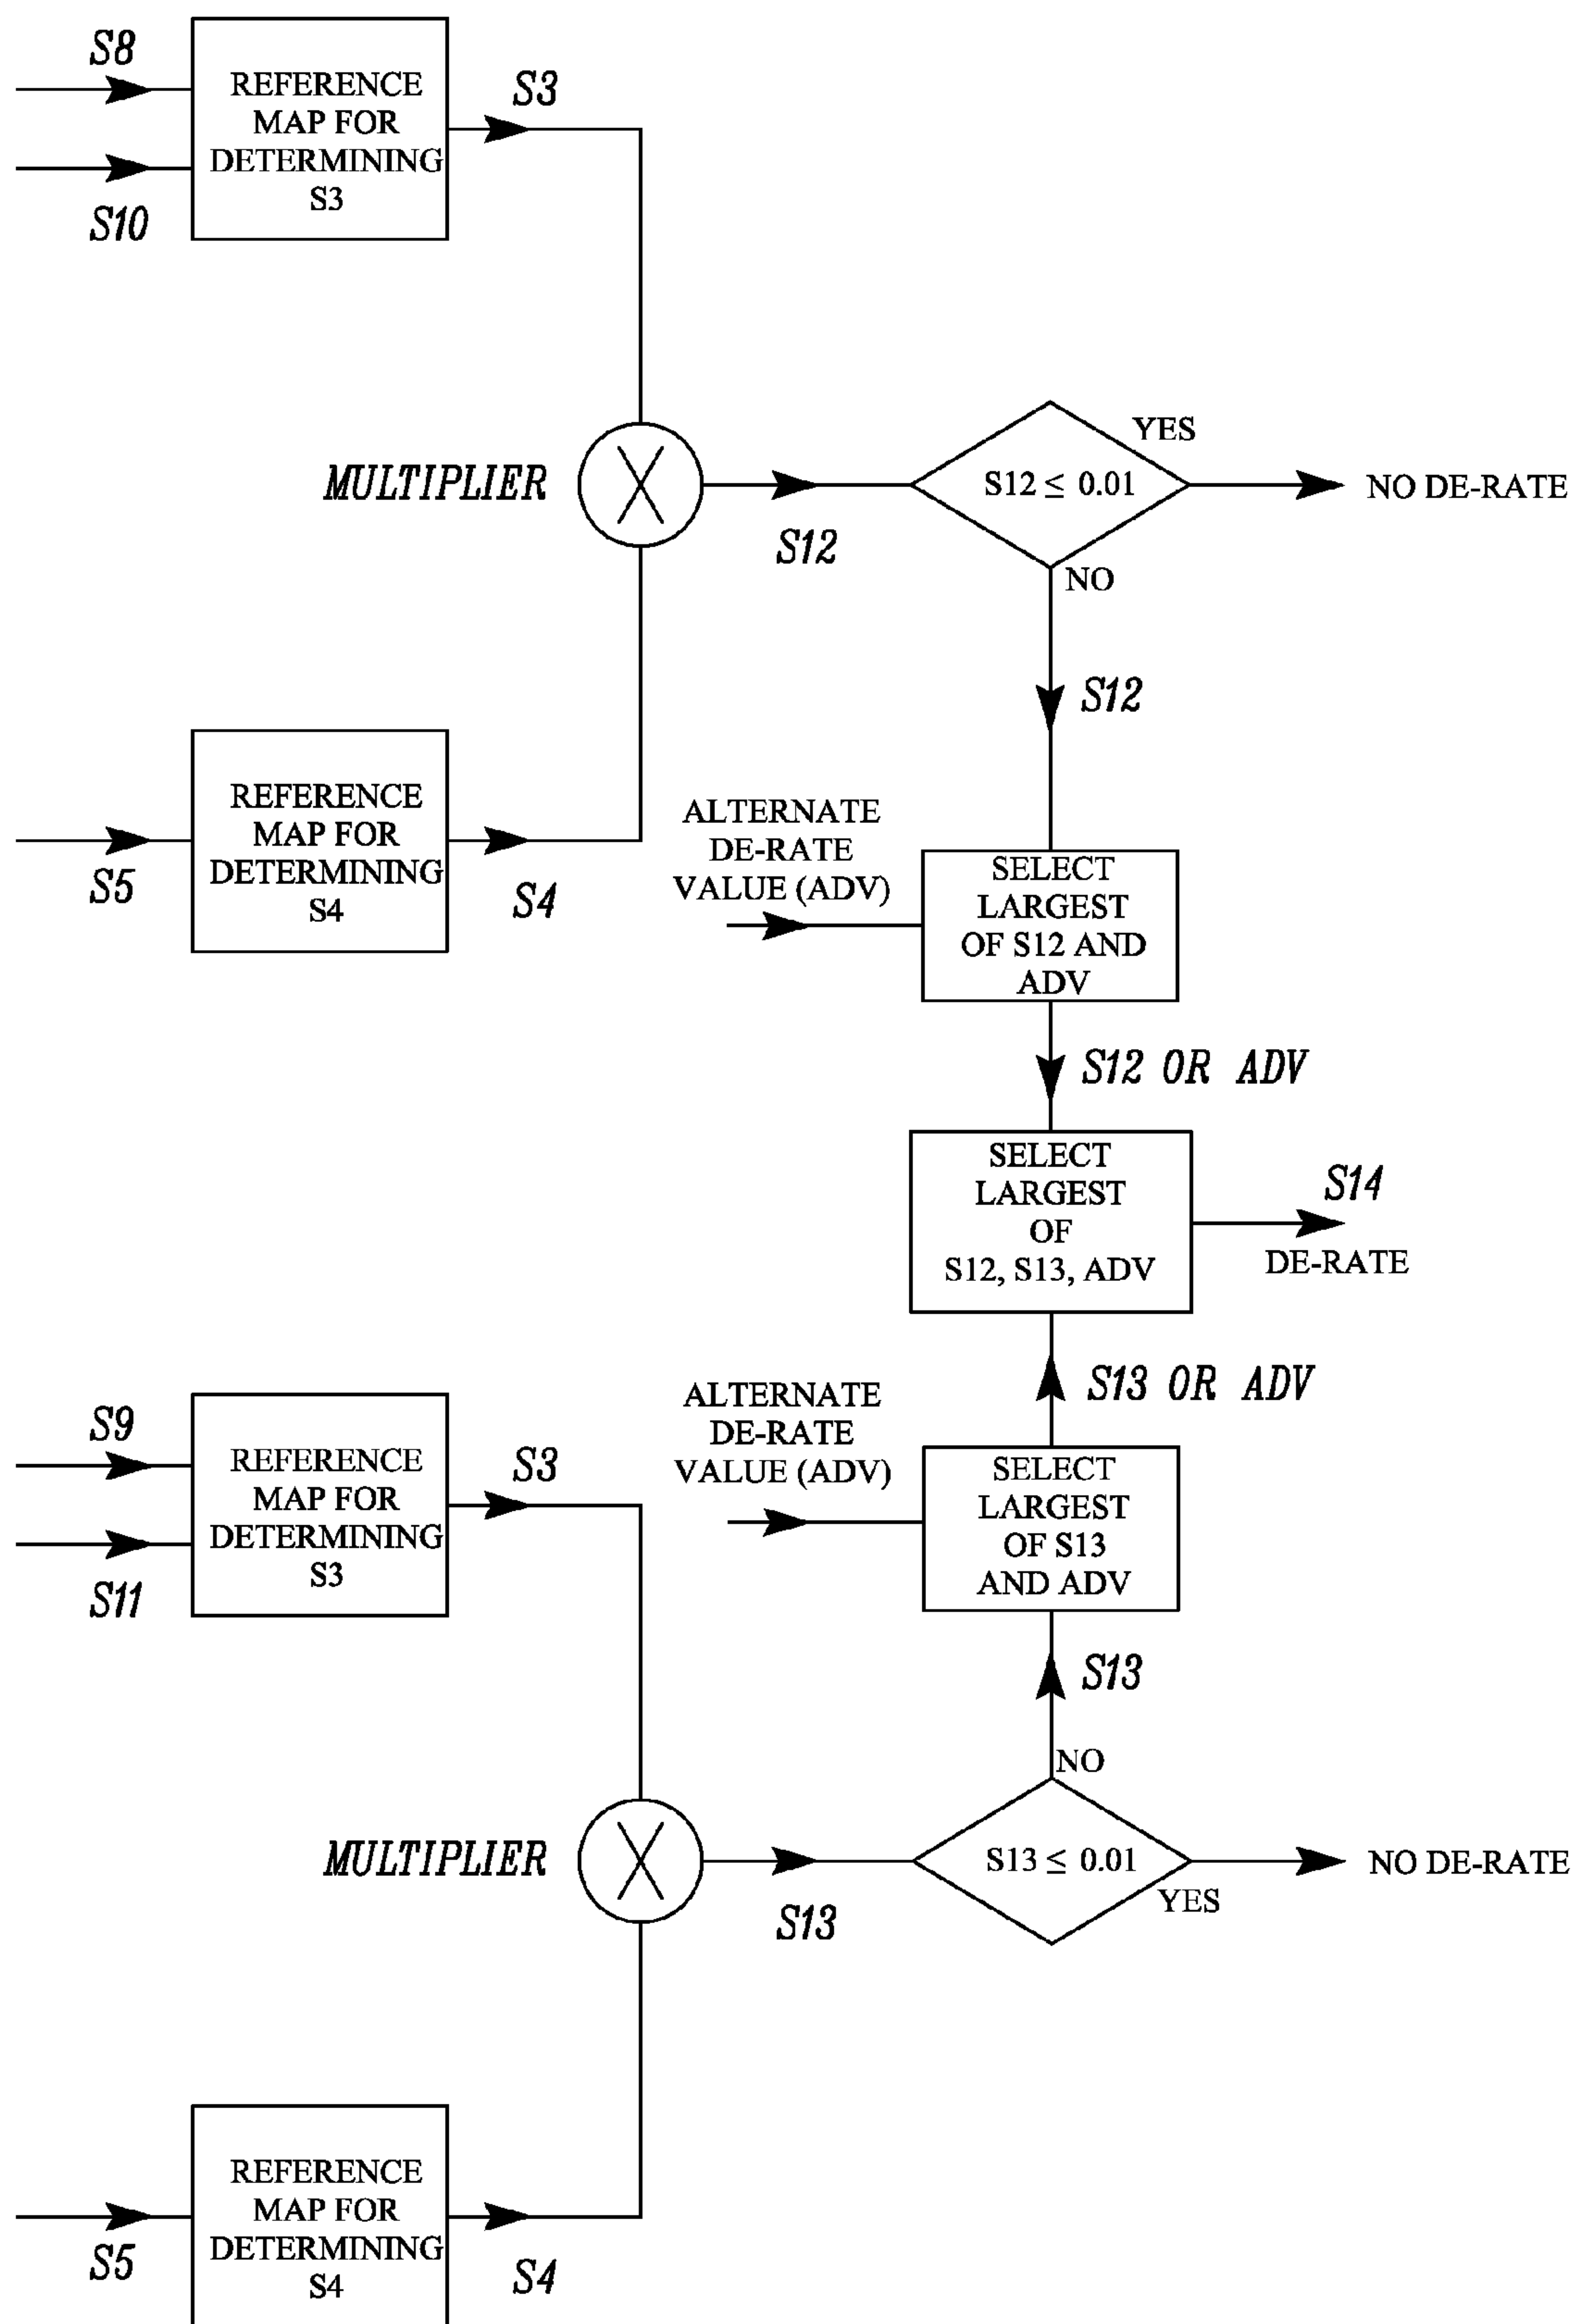 S8
REFERENCE
MAP FOR
DETERMINING
S3
S10
S3
MULTIPLIER
S12
S12 ≤ 0.01
YES
NO DE-RATE
NO
S12
S5
REFERENCE
MAP FOR
DETERMINING
S4
S4
ALTERNATE
DE-RATE
VALUE (ADV)
SELECT
LARGEST
OF S12 AND
ADV
S12 OR ADV
SELECT
LARGEST
OF
S12, S13, ADV
S14
DE-RATE
S13 OR ADV
ALTERNATE
DE-RATE
VALUE (ADV)
SELECT
LARGEST
OF S13
AND ADV
S9
REFERENCE
MAP FOR
DETERMINING
S3
S11
S3
S13
NO
MULTIPLIER
S13
S13 ≤ 0.01
YES
NO DE-RATE
S5
REFERENCE
MAP FOR
DETERMINING
S4
S4